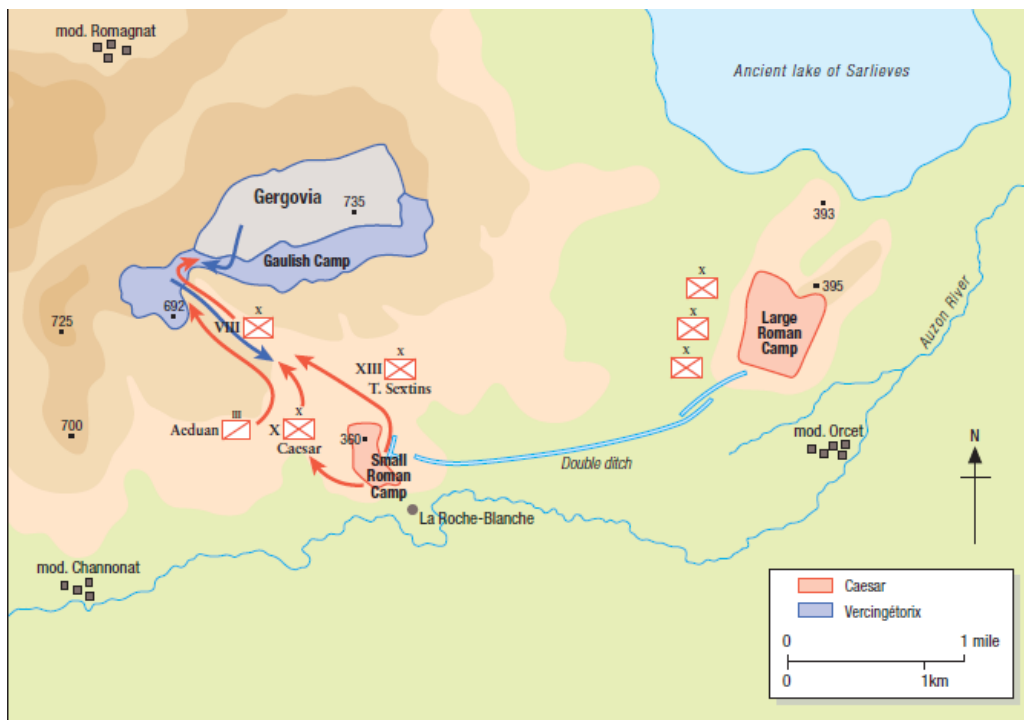 mod. Romagnat
Ancient lake of Sarlieves
Gergovia
735
393
Gaulish Camp
x
395
692
VIII
x
x
725
Large
Roman
Camp
Auzon River
x
XIII
x
T. Sextins
III
Aeduan
x
X
Caesar
700
360
mod. Orcet
N
Small
Roman
Camp
Double ditch
La Roche-Blanche
mod. Channonat
Caesar
Vercingétorix
0
1 mile
0
1km